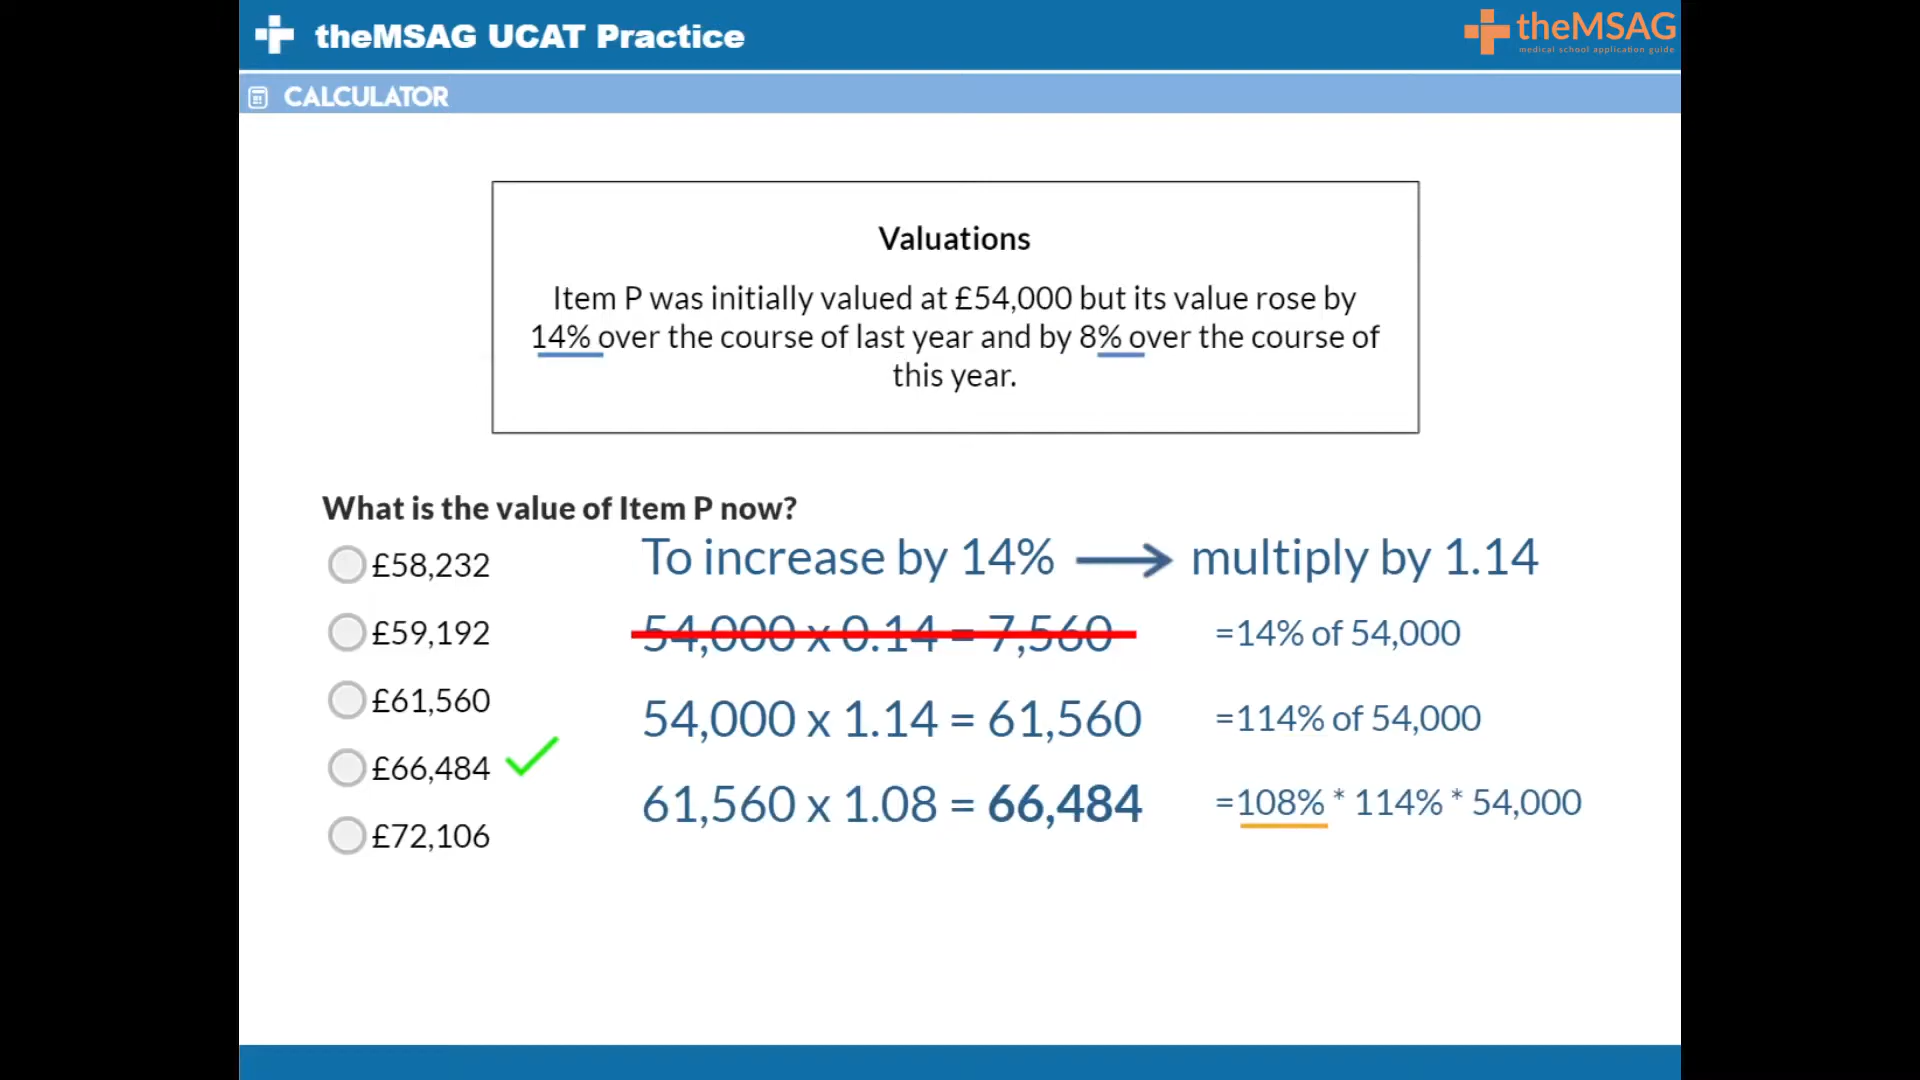 theMSAG UCAT Practice
theMSAG
medical school application guide
CALCULATOR
Valuations
Item P was initially valued at £54,000 but its value rose by
14% over the course of last year and by 8% over the course of
this year.
What is the value of Item P now?
£58,232
£59,192
£61,560
£66,484
£72,106
To increase by 14% → multiply by 1.14
54,000 x 0.14 = 7,560 =14% of 54,000
54,000 x 1.14 = 61,560 =114% of 54,000
61,560 x 1.08 = 66,484 =108% * 114% * 54,000